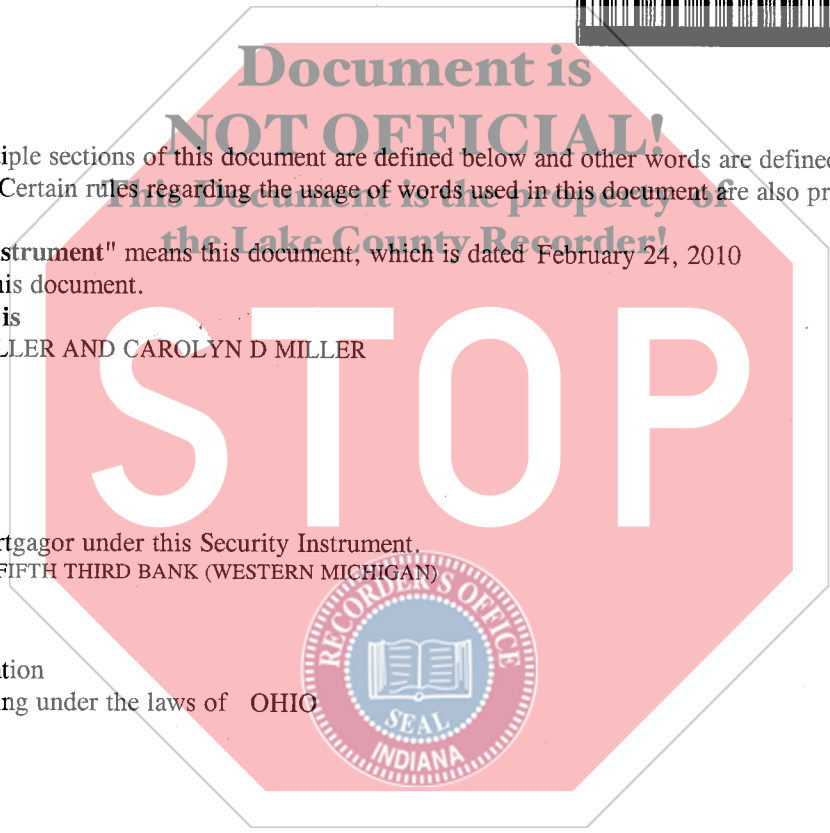 Document is
NOT OFFICIAL!
iple sections of this document are defined below and other words are defined
Certain rules regarding the usage of words used in this document are also pr
This Document is the property of
the Lake County Recorder!
strument" means this document, which is dated February 24, 2010
his document.
is
LLER AND CAROLYN D MILLER
STOP
rtgagor under this Security Instrument.
FIFTH THIRD BANK (WESTERN MICHIGAN)
RECORDER'S OFFICE
tion
ng under the laws of OHIO
SEAL
INDIANA